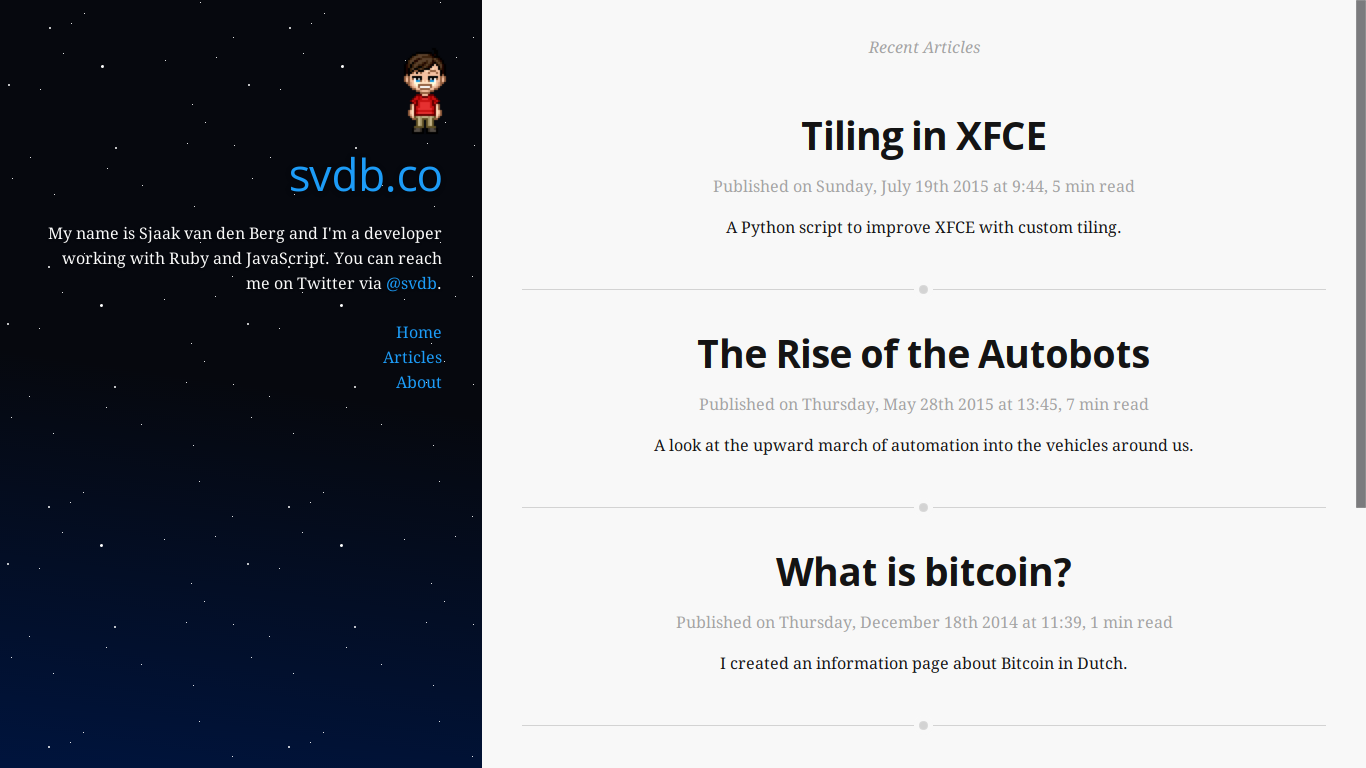 svdb.co
My name is Sjaak van den Berg and I'm a developer
working with Ruby and JavaScript. You can reach
me on Twitter via @svdb.
Home
Articles
About
Recent Articles
Tiling in XFCE
Published on Sunday, July 19th 2015 at 9:44, 5 min read
A Python script to improve XFCE with custom tiling.
The Rise of the Autobots
Published on Thursday, May 28th 2015 at 13:45, 7 min read
A look at the upward march of automation into the vehicles around us.
What is bitcoin?
Published on Thursday, December 18th 2014 at 11:39, 1 min read
I created an information page about Bitcoin in Dutch.